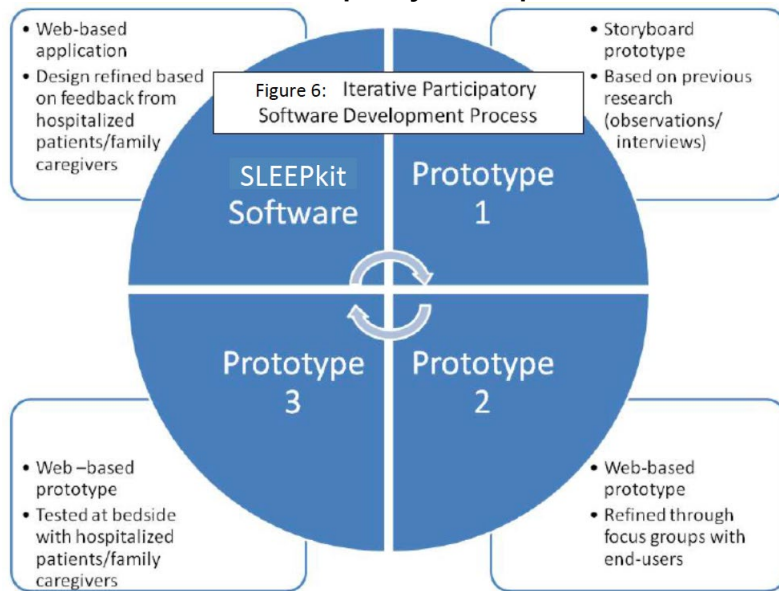 • Web-based
application
• Design refined based
on feedback from
hospitalized
patients/family
caregivers
• Storyboard
prototype
• Based on previous
research
(observations/
interviews)
Figure 6: Iterative Participatory
Software Development Process
SLEEPkit
Software
Prototype
1
Prototype
3
Prototype
2
• Web –based
prototype
• Tested at bedside
with hospitalized
patients/family
caregivers
• Web-based
prototype
• Refined through
focus groups with
end-users